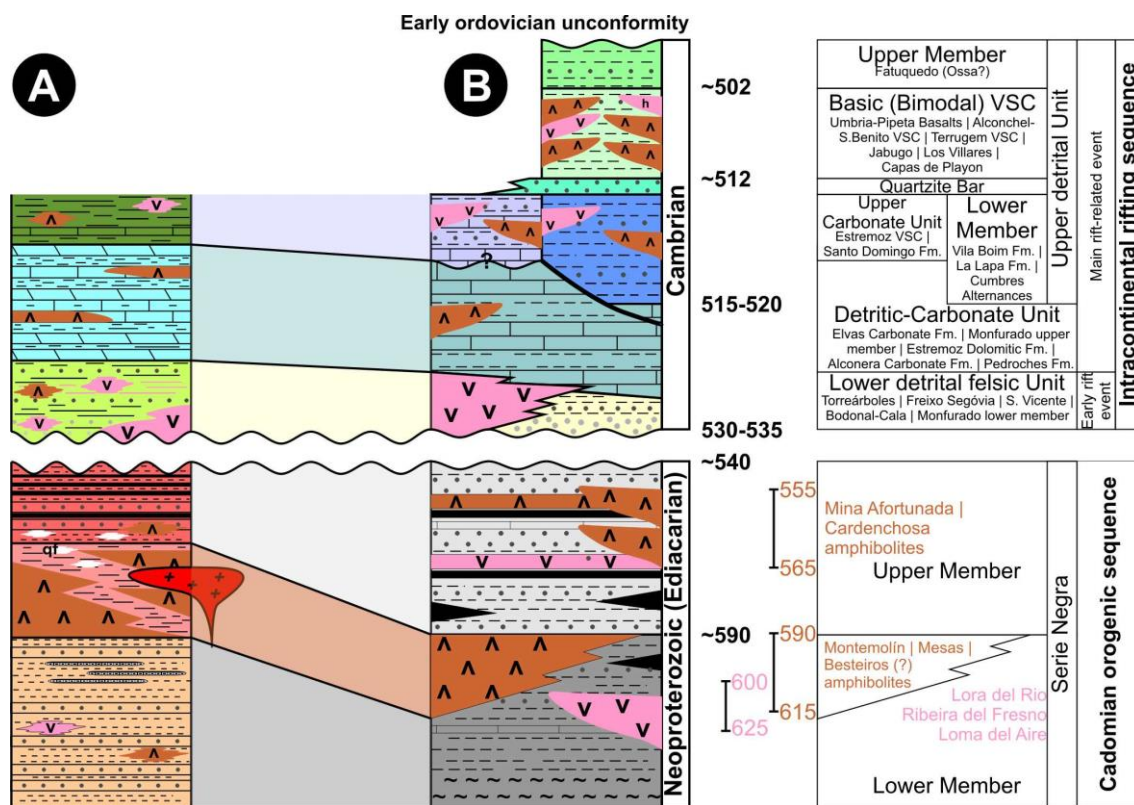 Early ordovician unconformity
A
B
h
V
?
qf
Cambrian
Neoproterozoic (Ediacarian)
~502
~512
515-520
530-535
~540
~590
555
565
590
615
600
625
Upper Member
Fatuquedo (Ossa?)
Basic (Bimodal) VSC
Umbria-Pipeta Basalts | Alconchel-
S.Benito VSC | Terrugem VSC |
Jabugo | Los Villares |
Capas de Playon
Quartzite Bar
Upper
Carbonate Unit
Estremoz VSC |
Santo Domingo Fm.
Lower
Member
Vila Boim Fm. |
La Lapa Fm. |
Cumbres
Alternances
Detritic-Carbonate Unit
Elvas Carbonate Fm. | Monfurado upper
member | Estremoz Dolomitic Fm. |
Alconera Carbonate Fm. | Pedroches Fm.
Lower detrital felsic Unit
Torreárboles | Freixo Segóvia | S. Vicente |
Bodonal-Cala | Monfurado lower member
Upper detrital Unit
Main rift-related event
Early rift
event
Intracontinental rifting sequence
Mina Afortunada |
Cardenchosa
amphibolites
Upper Member
Montemolín | Mesas |
Besteiros (?)
amphibolites
Lora del Rio
Ribeira del Fresno
Loma del Aire
Lower Member
Serie Negra
Cadomian orogenic sequence